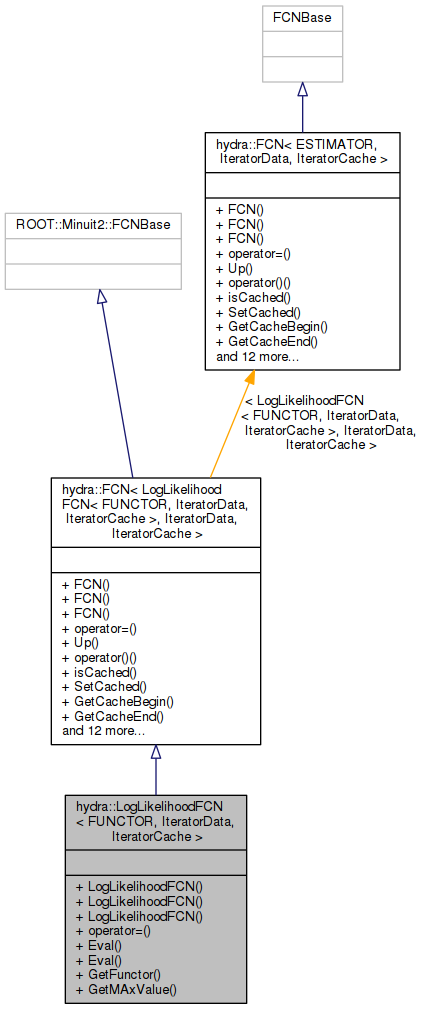 FCNBase
hydra::FCN< ESTIMATOR,
IteratorData, IteratorCache >
+ FCN()
+ FCN()
+ FCN()
+ operator=()
+ Up()
+ operator()()
+ isCached()
+ SetCached()
+ GetCacheBegin()
+ GetCacheEnd()
and 12 more...
ROOT::Minuit2::FCNBase
< LogLikelihoodFCN
< FUNCTOR, IteratorData,
IteratorCache >, IteratorData,
IteratorCache >
hydra::FCN< LogLikelihood
FCN< FUNCTOR, IteratorData,
IteratorCache >, IteratorData,
IteratorCache >
+ FCN()
+ FCN()
+ FCN()
+ operator=()
+ Up()
+ operator()()
+ isCached()
+ SetCached()
+ GetCacheBegin()
+ GetCacheEnd()
and 12 more...
hydra::LogLikelihoodFCN
< FUNCTOR, IteratorData,
IteratorCache >
+ LogLikelihoodFCN()
+ LogLikelihoodFCN()
+ LogLikelihoodFCN()
+ operator=()
+ Eval()
+ Eval()
+ GetFunctor()
+ GetMAxValue()